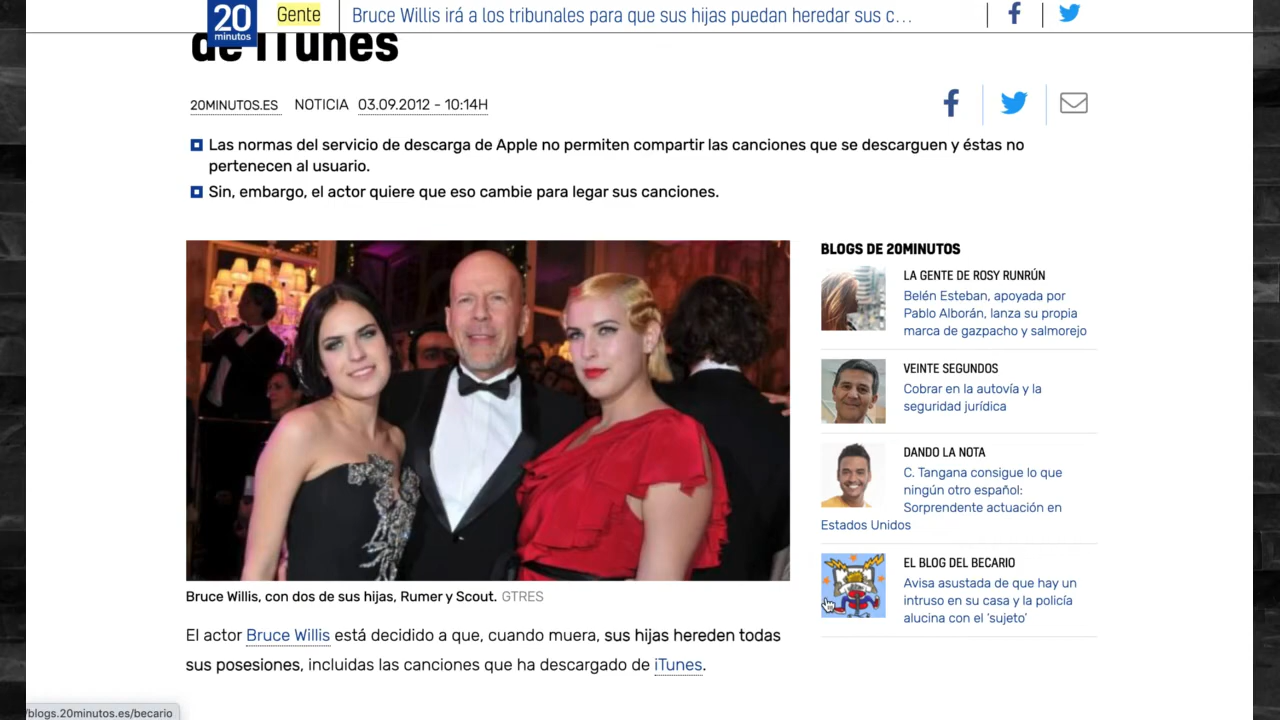 20
minutos
Gente
Bruce Willis irá a los tribunales para que sus hijas puedan heredar sus c…
de iTunes
20MINUTOS.ES NOTICIA 03.09.2012 - 10:14H
Las normas del servicio de descarga de Apple no permiten compartir las canciones que se descarguen y éstas no
pertenecen al usuario.
Sin, embargo, el actor quiere que eso cambie para legar sus canciones.
Bruce Willis, con dos de sus hijas, Rumer y Scout. GTRES
El actor Bruce Willis está decidido a que, cuando muera, sus hijas hereden todas
sus posesiones, incluidas las canciones que ha descargado de iTunes.
BLOGS DE 20MINUTOS
LA GENTE DE ROSY RUNRÚN
Belén Esteban, apoyada por
Pablo Alborán, lanza su propia
marca de gazpacho y salmorejo
VEINTE SEGUNDOS
Cobrar en la autovía y la
seguridad jurídica
DANDO LA NOTA
C. Tangana consigue lo que
ningún otro español:
Sorprendente actuación en
Estados Unidos
EL BLOG DEL BECARIO
Avisa asustada de que hay un
intruso en su casa y la policía
alucina con el 'sujeto'
/blogs.20minutos.es/becario